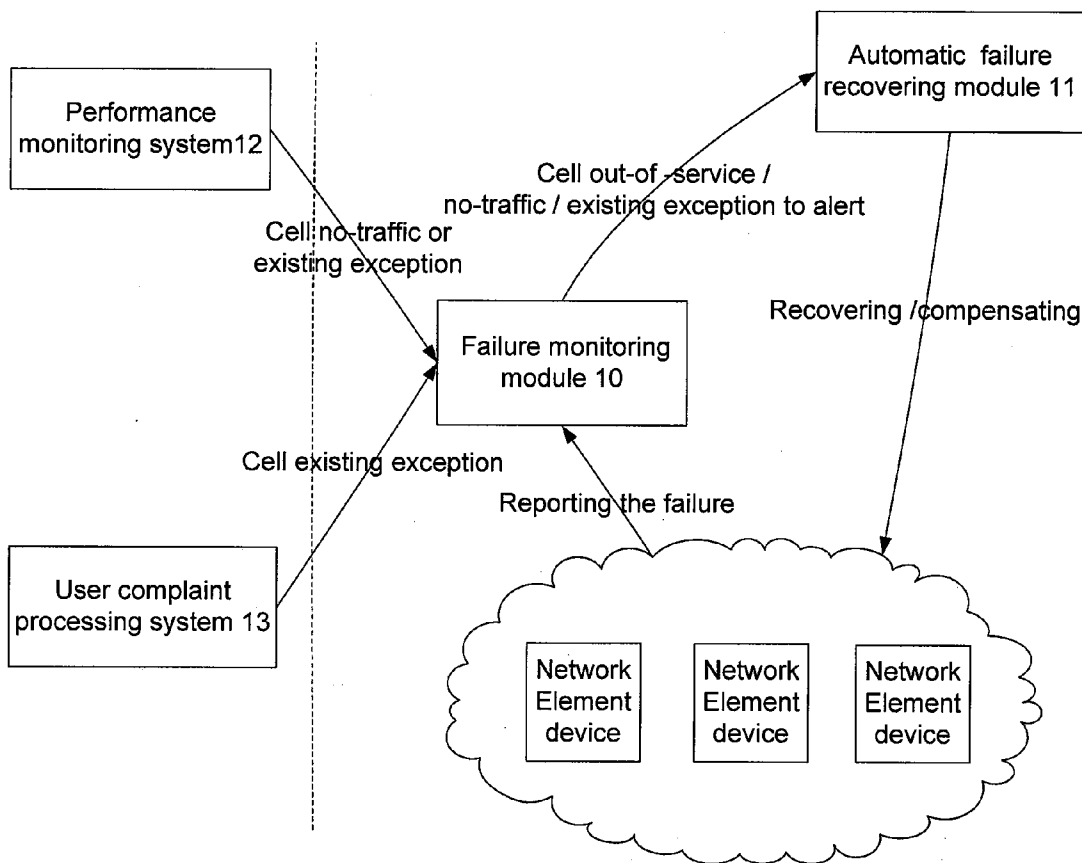 Automatic failure
recovering module 11
Performance
monitoring system12
Cell out-of -service /
no-traffic / existing exception to alert
Cell no-traffic or
existing exception
Recovering /compensating
Failure monitoring
module 10
Cell existing exception
Reporting the failure
User complaint
processing system 13
Network
Element
device
Network
Element
device
Network
Element
device